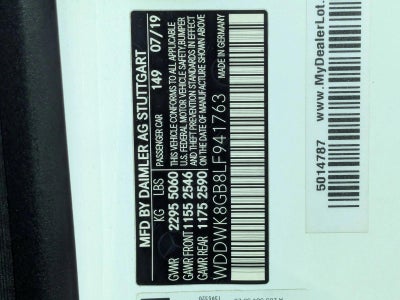 MFD BY DAIMLER AG STUTTGART
PASSENGER CAR 149 07/19
KG LBS
GVWR 2295 5060
GAWR FRONT 1155 2546
GAWR REAR 1175 2590
THIS VEHICLE CONFORMS TO ALL APPLICABLE
U.S. FEDERAL MOTOR VEHICLE SAFETY, BUMPER
AND THEFT PREVENTION STANDARDS IN EFFECT
ON THE DATE OF MANUFACTURE SHOWN ABOVE
WDDWK8GB8LF941763
MADE IN GERMANY
www.MyDealerLot.
5014787